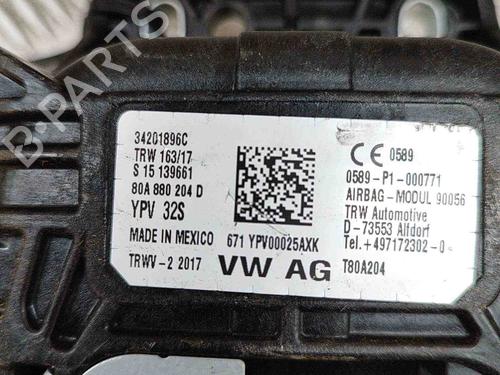 34201896C
TRW 163/17
S 15 139661
80A 880 204 D
YPV 32S
MADE IN MEXICO
TRWV-2 2017
671 YPV00025AXK
VW AG
CE 0589
0589-P1-000771
AIRBAG-MODUL 90056
TRW Automotive
D-73553 Alfdorf
Tel.+497172302-0
T80A204
B-PARTS